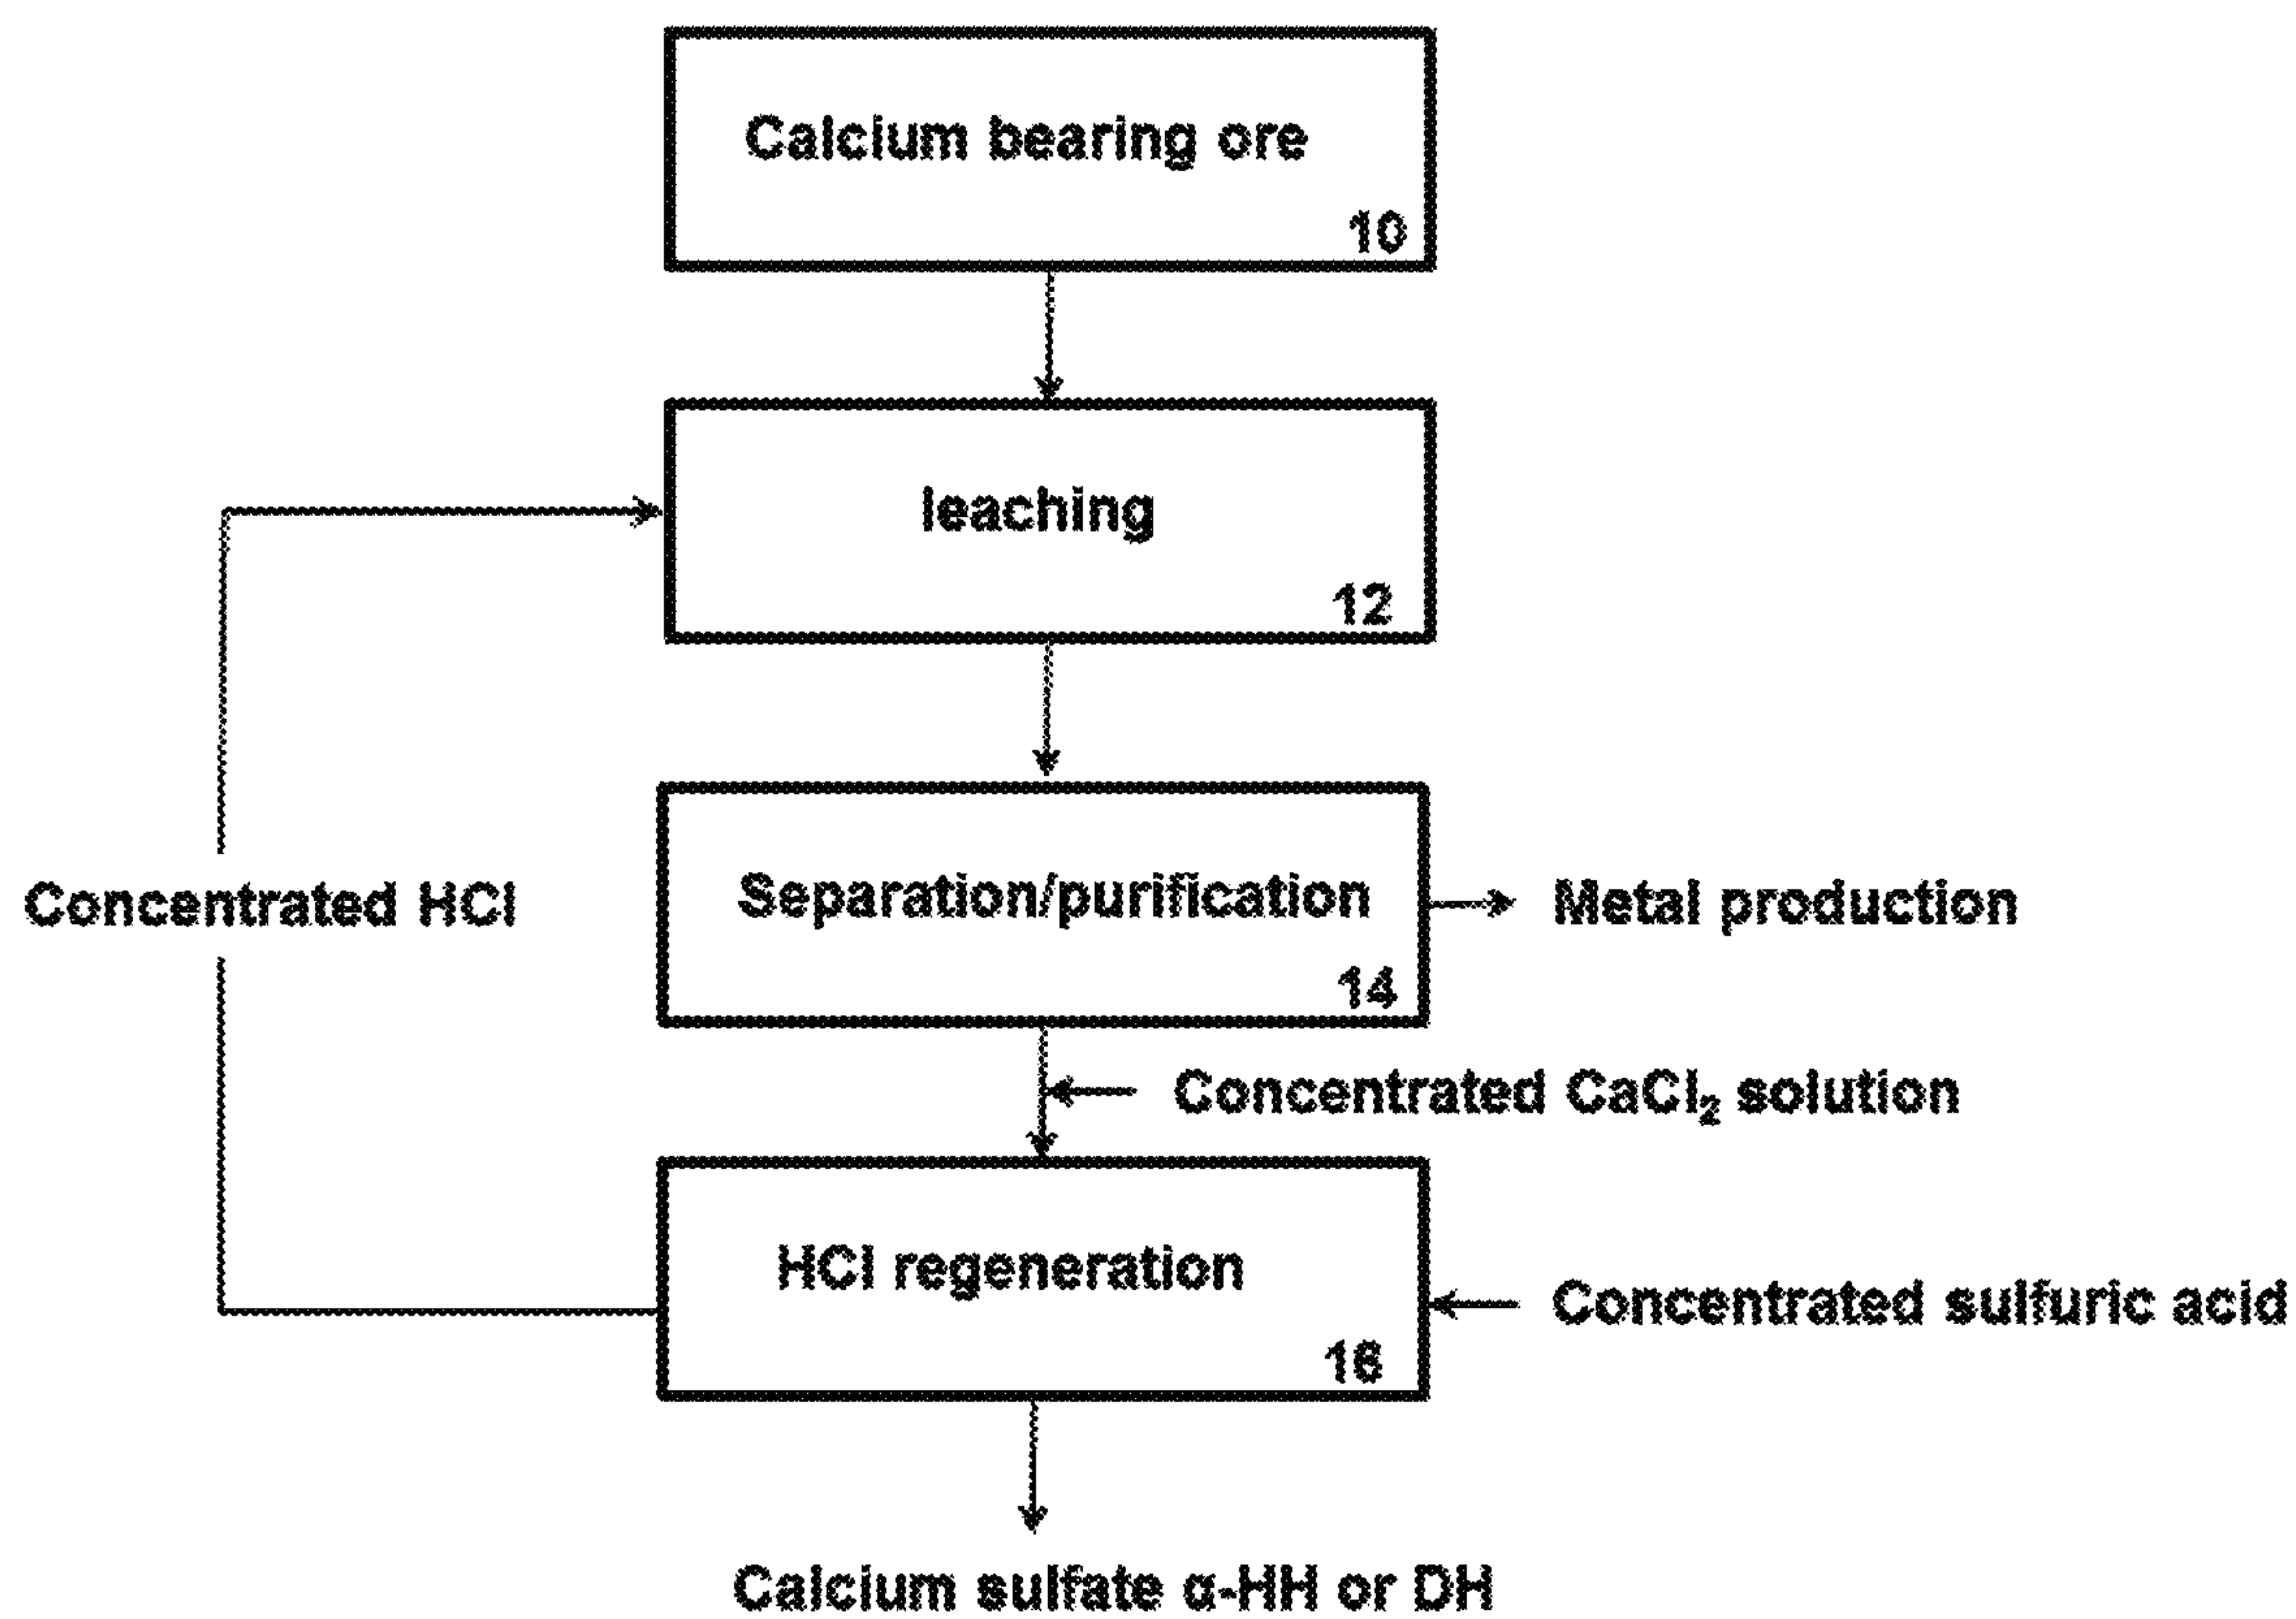 Calcium bearing ore
10
leaching
12
Concentrated HCl
Separation/purification
14
Metal production
Concentrated CaCl₂ solution
HCl regeneration
16
Concentrated sulfuric acid
Calcium sulfate α-HH or DH